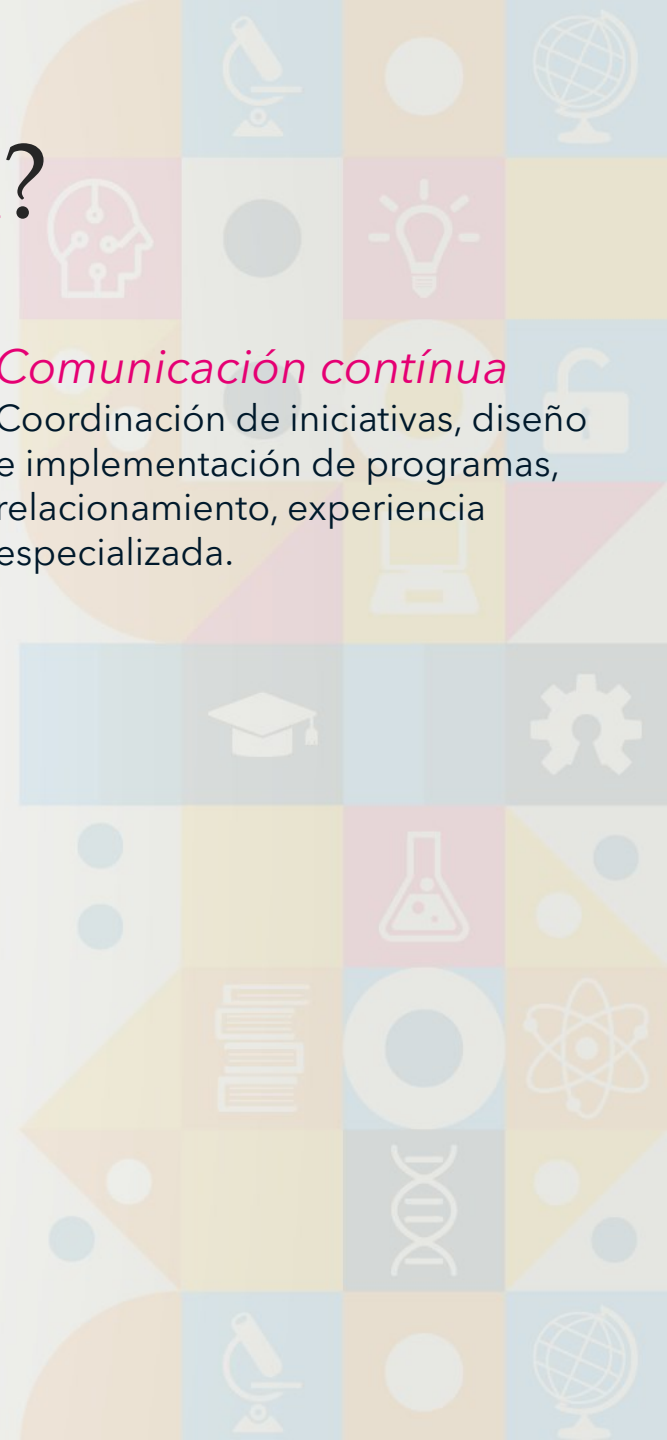 ?
Comunicación contínua
Coordinación de iniciativas, diseño
e implementación de programas,
relacionamiento, experiencia
especializada.